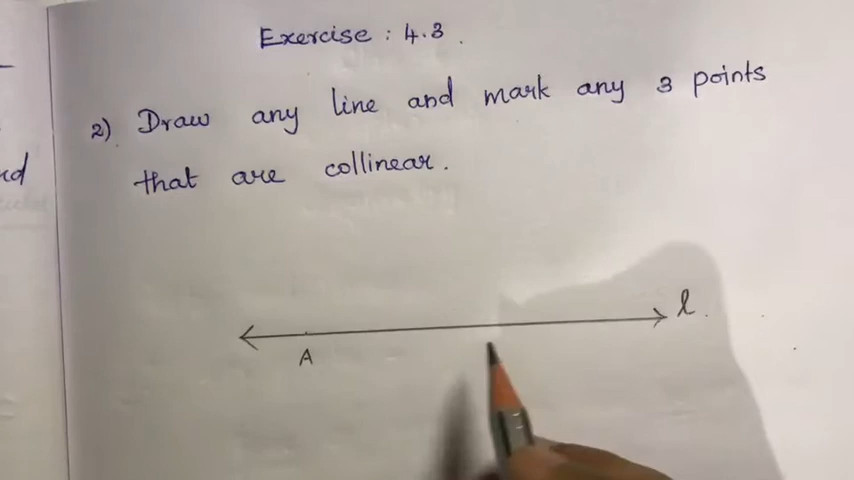 Exercise : 4.3.
2) Draw any line and mark any 3 points
that are collinear.
l.
A